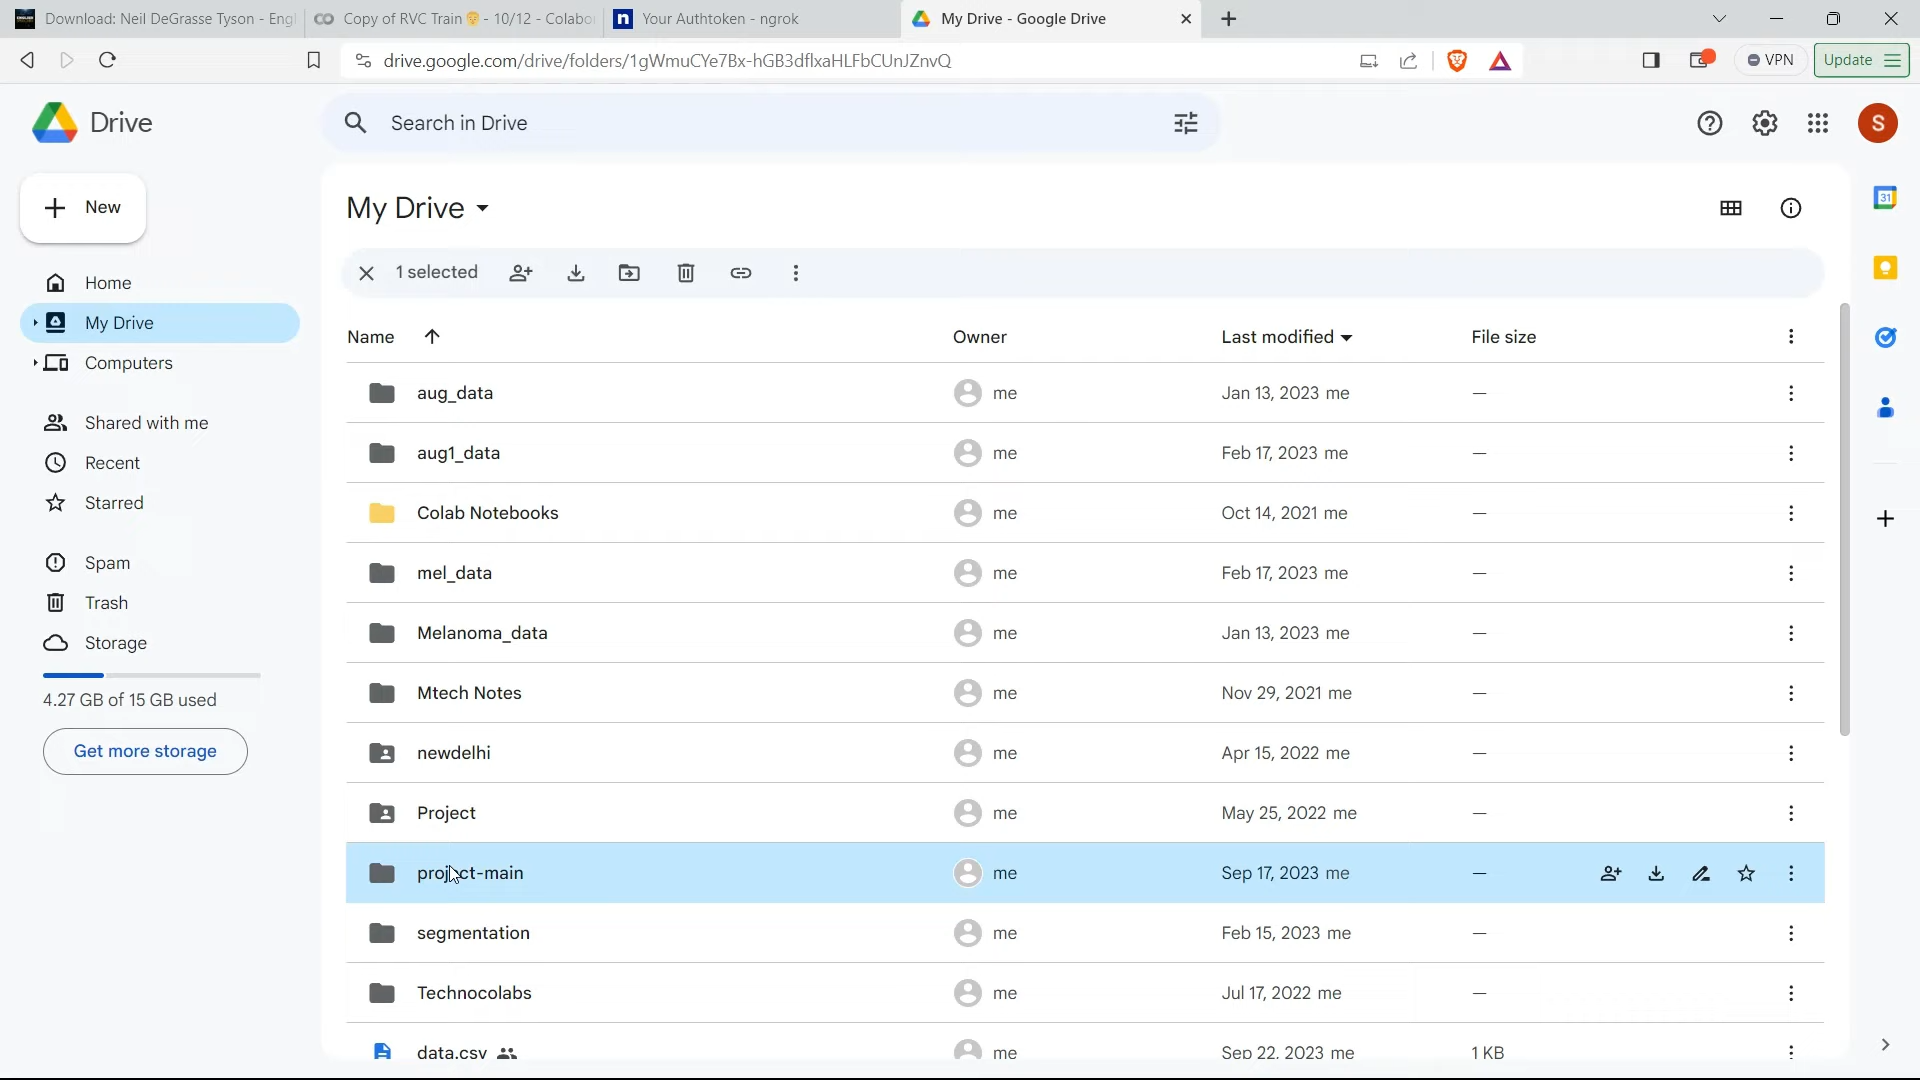 Download: Neil DeGrasse Tyson - Engl
Copy of RVC Train - 10/12 - Colabo
Your Authtoken - ngrok
My Drive - Google Drive
drive.google.com/drive/folders/1gWmuCYe7Bx-hGB3dflxaHLFbCUnJZnvQ
VPN
Update
Drive
Search in Drive
S
New
My Drive
31
Home
1 selected
My Drive
Name
Owner
Last modified
File size
Computers
aug_data
me
Jan 13, 2023 me
—
Shared with me
aug1_data
me
Feb 17, 2023 me
—
Recent
Starred
Colab Notebooks
me
Oct 14, 2021 me
—
Spam
mel_data
me
Feb 17, 2023 me
—
Trash
Melanoma_data
me
Jan 13, 2023 me
—
Storage
4.27 GB of 15 GB used
Mtech Notes
me
Nov 29, 2021 me
—
Get more storage
newdelhi
me
Apr 15, 2022 me
—
Project
me
May 25, 2022 me
—
project-main
me
Sep 17, 2023 me
—
segmentation
me
Feb 15, 2023 me
—
Technocolabs
me
Jul 17, 2022 me
—
data.csv
me
Sep 22, 2023 me
1 KB